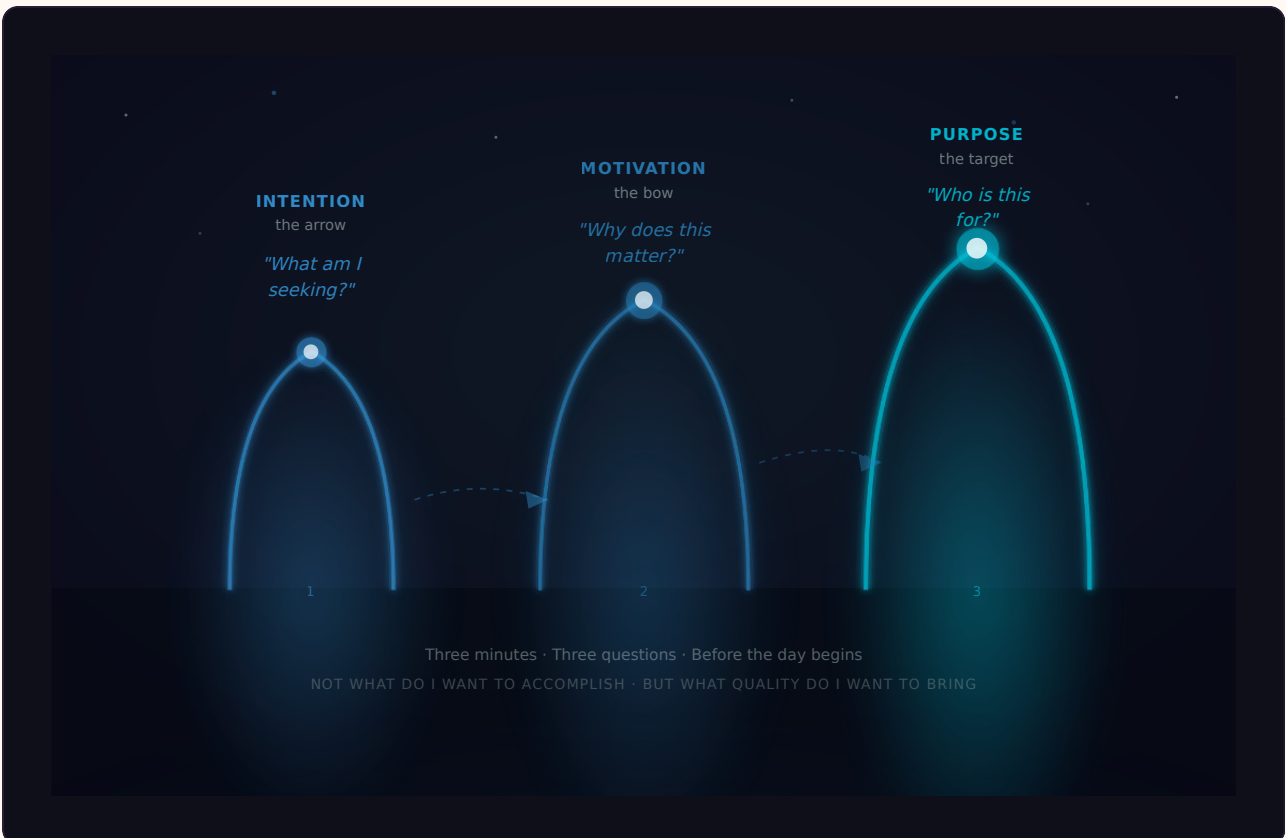 INTENTION
the arrow
"What am I
seeking?"
MOTIVATION
the bow
"Why does this
matter?"
PURPOSE
the target
"Who is this
for?"
1
2
3
Three minutes · Three questions · Before the day begins
NOT WHAT DO I WANT TO ACCOMPLISH · BUT WHAT QUALITY DO I WANT TO BRING